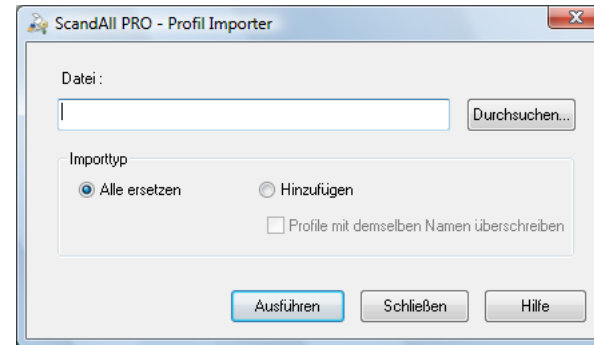 ScandAll PRO - Profil Importer
Datei :
Durchsuchen...
Importtyp
Alle ersetzen
Hinzufügen
Profile mit demselben Namen überschreiben
Ausführen
Schließen
Hilfe